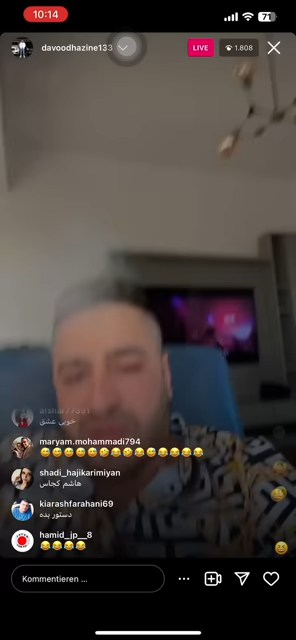 10:14
71
davoodhazine133
LIVE
1.808
arshar77391
خوبی عشق
maryam.mohammadi794
😂😂😂😂😂😂🤣😂😂😂😂😂😂😂😂😂
shadi_hajikarimiyan
هاشم کجاس
kiarashfarahani69
دستور بده
hamid_jp__8
😂😂😂😂
Kommentieren ...